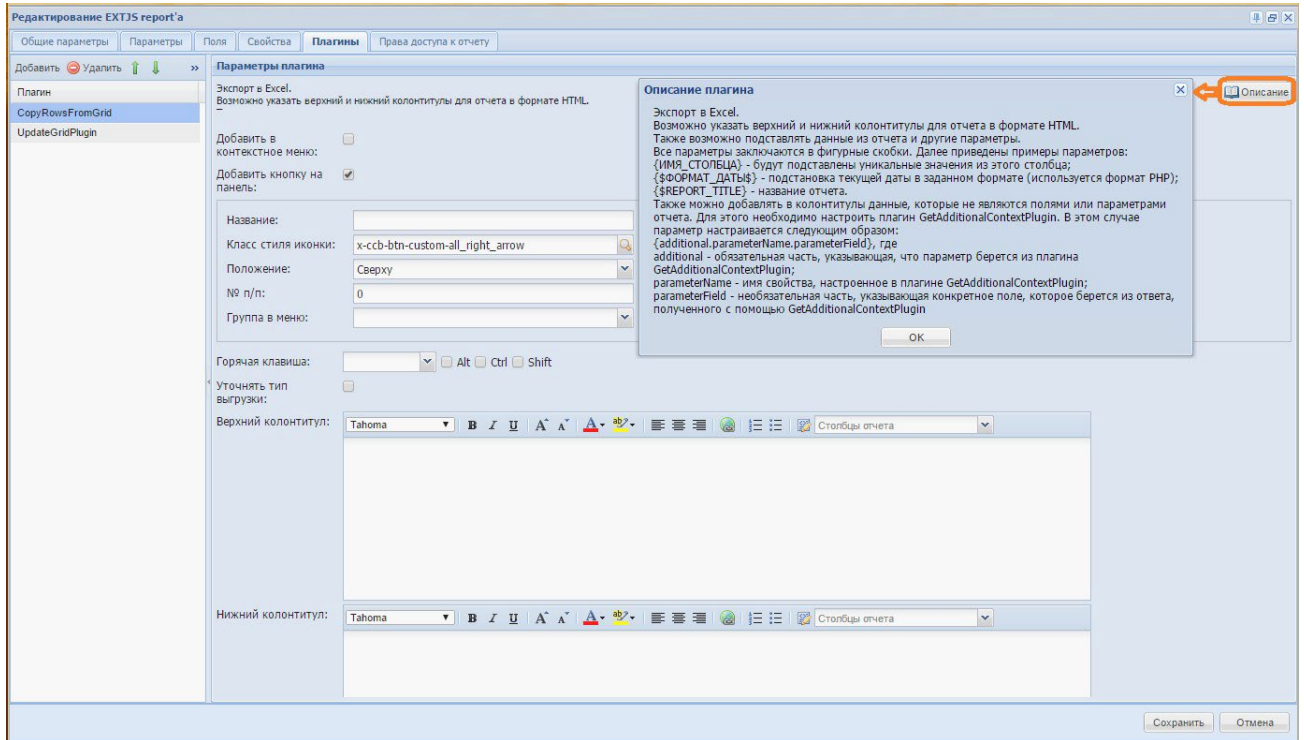 Редактирование EXTJS report'а
Общие параметры Параметры Поля Свойства Плагины Права доступа к отчету
Добавить Удалить »
Плагин
CopyRowsFromGrid
UpdateGridPlugin
Параметры плагина
Экспорт в Excel.
Возможно указать верхний и нижний колонтитулы для отчета в формате HTML.
Описание
Добавить в
контекстное меню:
Добавить кнопку на
панель:
Название:
Класс стиля иконки: x-ccb-btn-custom-all_right_arrow
Положение: Сверху
№ п/п: 0
Группа в меню:
Горячая клавиша: Alt Ctrl Shift
Уточнять тип
выгрузки:
Верхний колонтитул: Tahoma B I U A A A ab Столбцы отчета
Нижний колонтитул: Tahoma B I U A A A ab Столбцы отчета
Описание плагина
Экспорт в Excel.
Возможно указать верхний и нижний колонтитулы для отчета в формате HTML.
Также возможно подставлять данные из отчета и другие параметры.
Все параметры заключаются в фигурные скобки. Далее приведены примеры параметров:
{ИМЯ_СТОЛБЦА} - будут подставлены уникальные значения из этого столбца;
{$ФОРМАТ_ДАТЫ$} - подстановка текущей даты в заданном формате (используется формат PHP);
{$REPORT_TITLE} - название отчета.
Также можно добавлять в колонтитулы данные, которые не являются полями или параметрами
отчета. Для этого необходимо настроить плагин GetAdditionalContextPlugin. В этом случае
параметр настраивается следующим образом:
{additional.parameterName.parameterField}, где
additional - обязательная часть, указывающая, что параметр берется из плагина
GetAdditionalContextPlugin;
parameterName - имя свойства, настроенное в плагине GetAdditionalContextPlugin;
parameterField - необязательная часть, указывающая конкретное поле, которое берется из ответа,
полученного с помощью GetAdditionalContextPlugin
OK
Сохранить Отмена